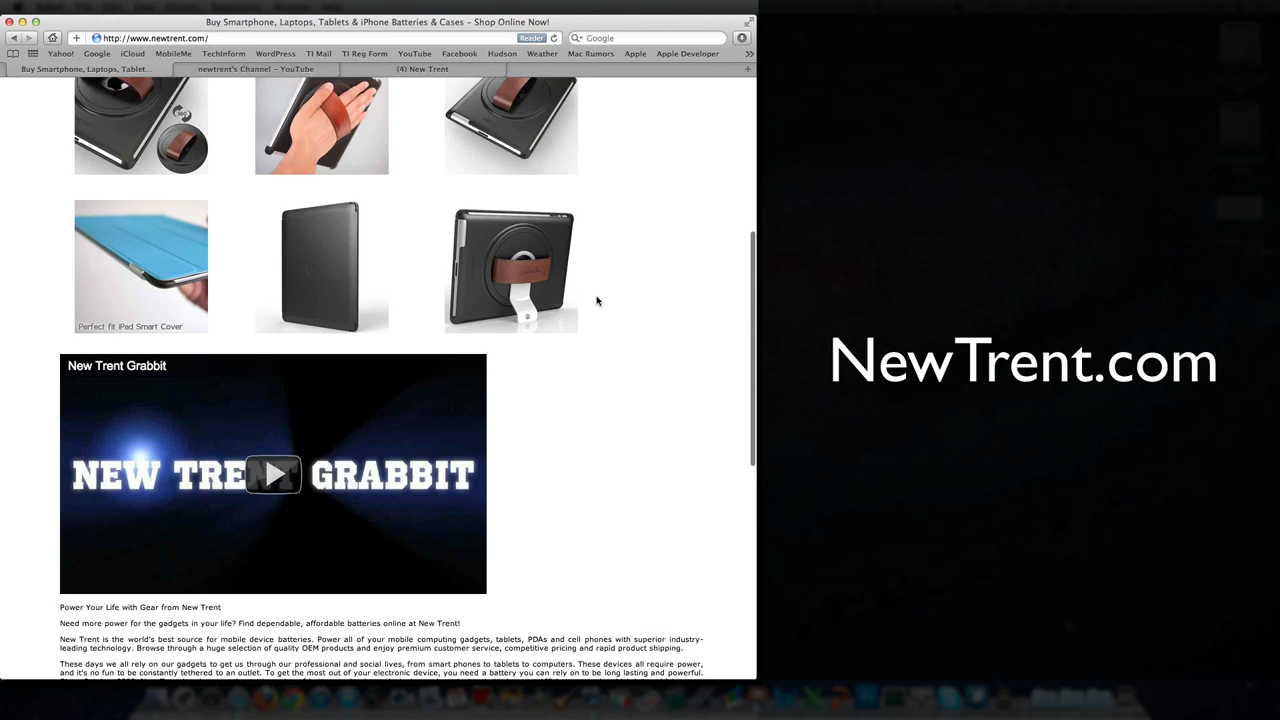 Buy Smartphone, Laptops, Tablets & iPhone Batteries & Cases – Shop Online Now!
http://www.newtrent.com/ Reader Google
Yahoo! Google iCloud MobileMe TechInform WordPress TI Mail TI Reg Form YouTube Facebook Hudson Weather Mac Rumors Apple Apple Developer
Buy Smartphone, Laptops, Tablet... newtrent's Channel – YouTube (4) New Trent
360°
Perfect fit iPad Smart Cover
New Trent Grabbit
NEW TRENT GRABBIT
NewTrent.com
Power Your Life with Gear from New Trent
Need more power for the gadgets in your life? Find dependable, affordable batteries online at New Trent!
New Trent is the world's best source for mobile device batteries. Power all of your mobile computing gadgets, tablets, PDAs and cell phones with superior industry-
leading technology. Browse through a huge selection of quality OEM products and enjoy premium customer service, competitive pricing and rapid product shipping.
These days we all rely on our gadgets to get us through our professional and social lives, from smart phones to tablets to computers. These devices all require power,
and it's no fun to be constantly tethered to an outlet. To get the most out of your electronic device, you need a battery you can rely on to be long lasting and powerful.